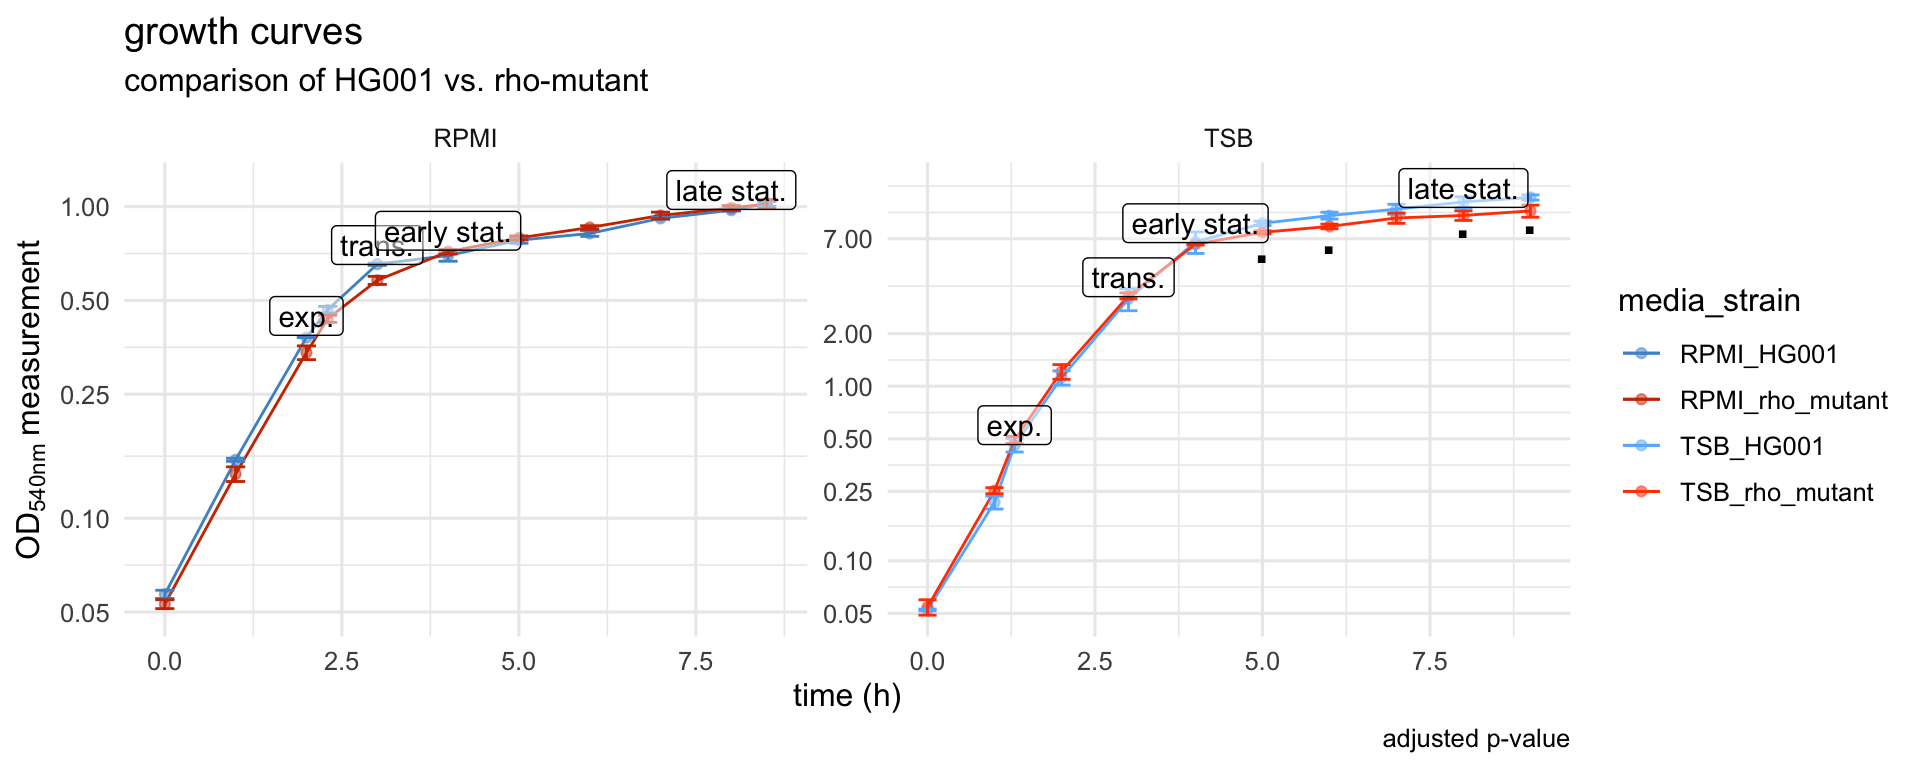 growth curves
comparison of HG001 vs. rho-mutant
RPMI
TSB
OD540nm measurement
1.00
0.50
0.25
0.10
0.05
exp.
trans.
early stat.
late stat.
0.0 2.5 5.0 7.5
7.00
2.00
1.00
0.50
0.25
0.10
0.05
exp.
trans.
early stat.
late stat.
0.0 2.5 5.0 7.5
time (h)
media_strain
RPMI_HG001
RPMI_rho_mutant
TSB_HG001
TSB_rho_mutant
adjusted p-value